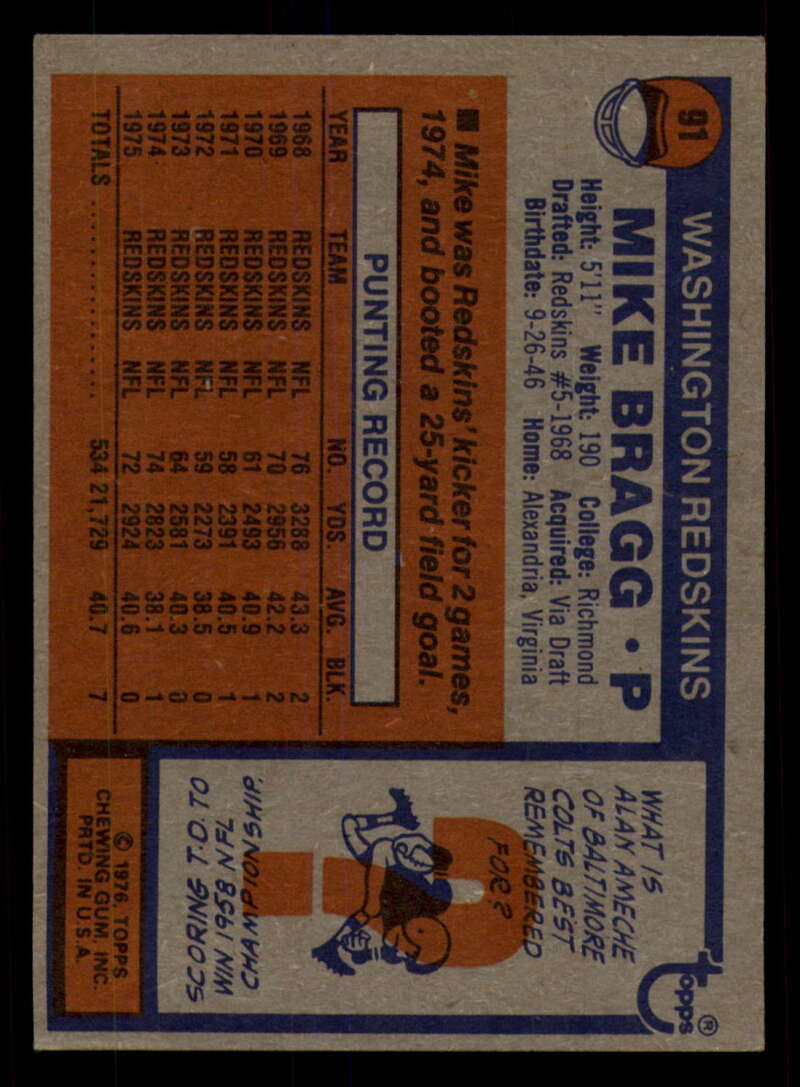 91
WASHINGTON REDSKINS
MIKE BRAGG • P
Height: 5'11" Weight: 190 College: Richmond
Drafted: Redskins #5-1968 Acquired: Via Draft
Birthdate: 9-26-46 Home: Alexandria, Virginia
■ Mike was Redskins' kicker for 2 games,
1974, and booted a 25-yard field goal.
PUNTING RECORD
YEAR TEAM NO. YDS. AVG. BLK.
1968 REDSKINS NFL 76 3288 43.3 2
1969 REDSKINS NFL 70 2956 42.2 2
1970 REDSKINS NFL 61 2493 40.9 1
1971 REDSKINS NFL 58 2391 40.5 1
1972 REDSKINS NFL 59 2273 38.5 0
1973 REDSKINS NFL 64 2581 40.3 0
1974 REDSKINS NFL 74 2823 38.1 1
1975 REDSKINS NFL 72 2924 40.6 0
TOTALS .................... 534 21,729 40.7 7
Topps®
WHAT IS
ALAN AMECHE
OF BALTIMORE
COLTS BEST
REMEMBERED
FOR?
SCORING T.D. TO
WIN 1958 NFL
CHAMPIONSHIP.
© 1976, TOPPS
CHEWING GUM, INC.
PRTD. IN U.S.A.